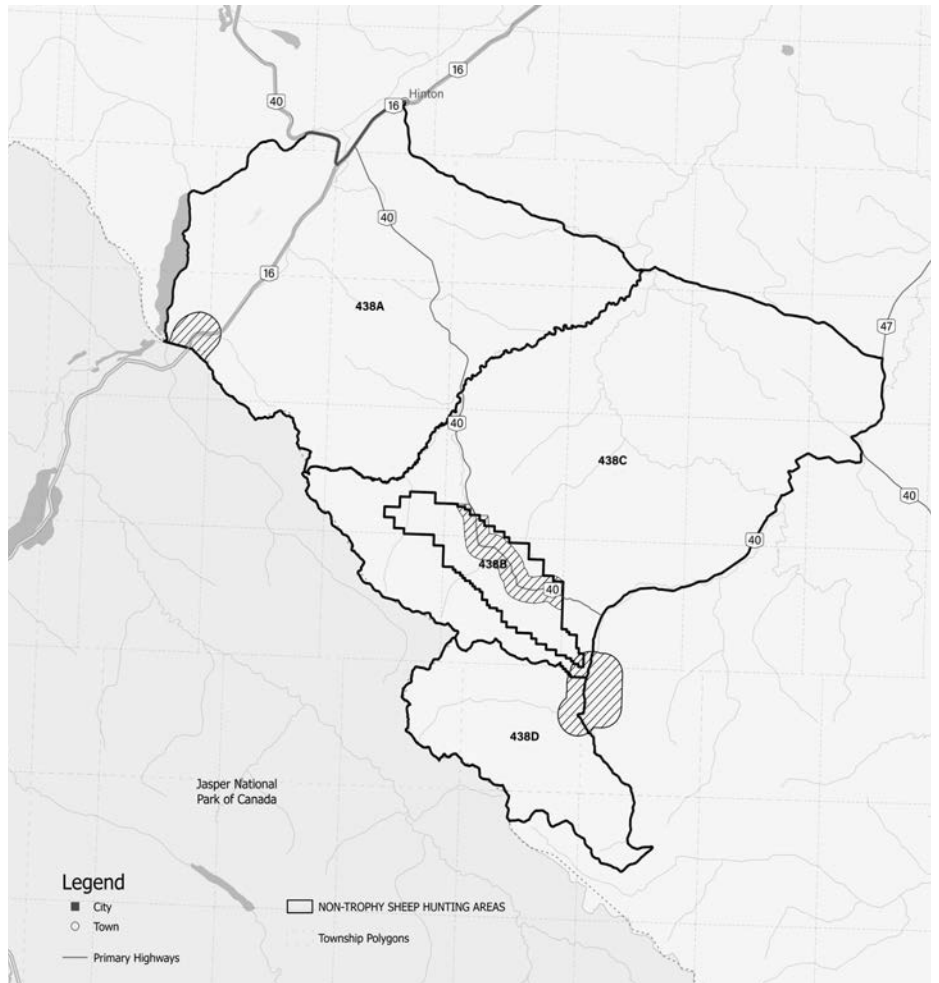 40
16
16
Hinton
40
16
438A
47
40
438C
40
40
438B
40
438D
Jasper National
Park of Canada
Legend
City
Town
Primary Highways
NON-TROPHY SHEEP HUNTING AREAS
Township Polygons